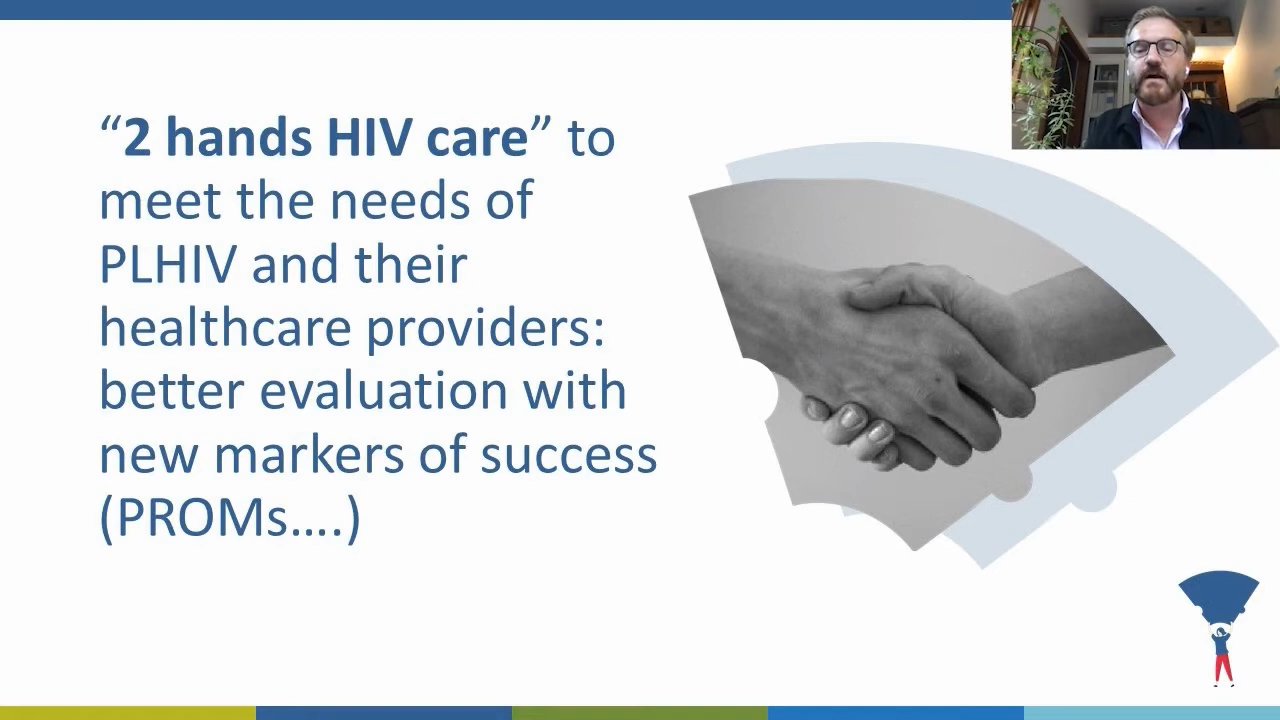 “2 hands HIV care” to
meet the needs of
PLHIV and their
healthcare providers:
better evaluation with
new markers of success
(PROMs….)